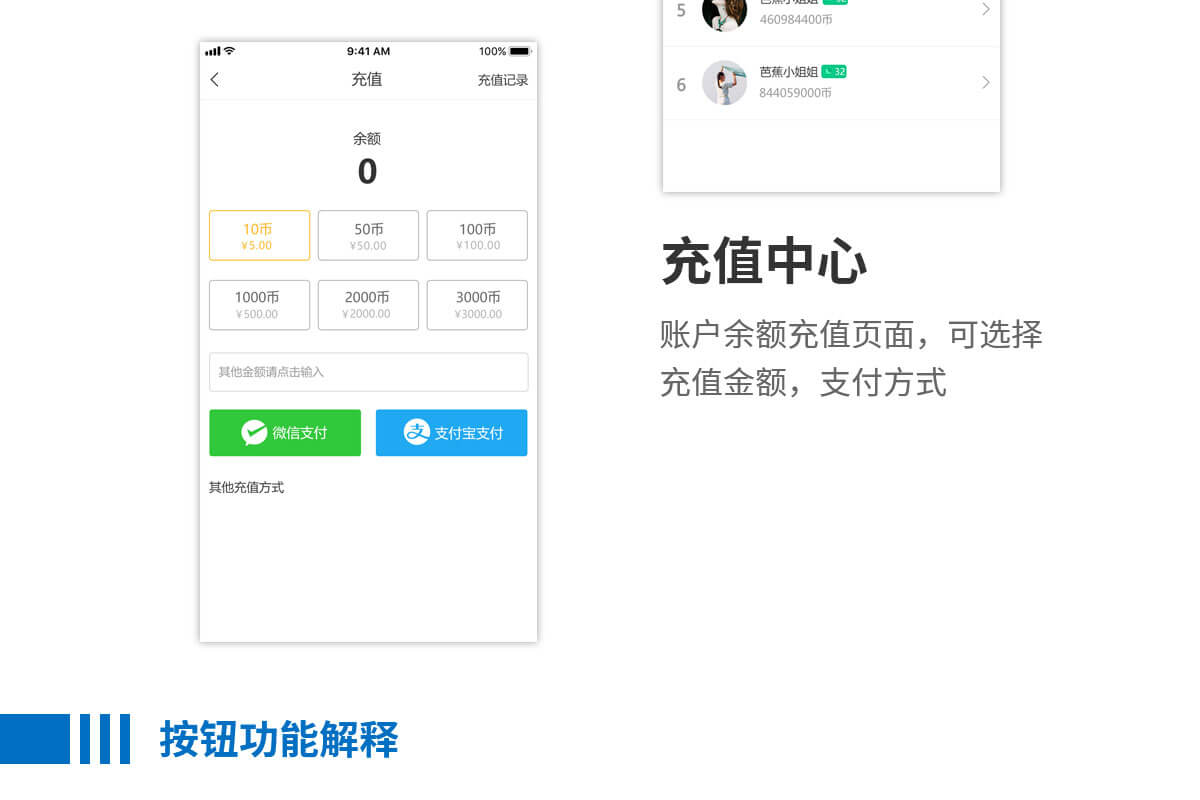 9:41 AM 100%
充值
充值记录
余额
0
10币
¥5.00
50币
¥50.00
100币
¥100.00
1000币
¥500.00
2000币
¥2000.00
3000币
¥3000.00
其他金额请点击输入
微信支付
支付宝支付
其他充值方式
5
芭蕉小姐姐 32
460984400币
6
芭蕉小姐姐 32
844059000币
充值中心
账户余额充值页面，可选择
充值金额，支付方式
按钮功能解释